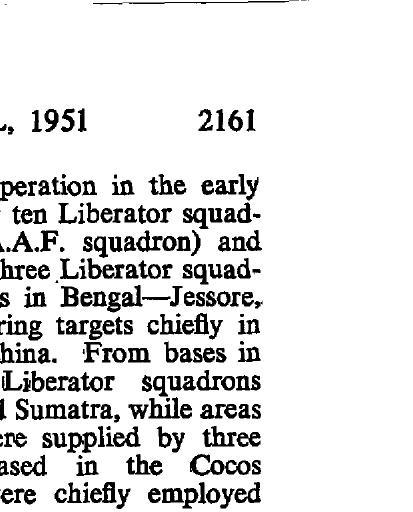 , 1951 2161
peration in the early
ten Liberator squad-
.A.F. squadron) and
hree Liberator squad-
s in Bengal—Jessore,
ring targets chiefly in
hina. From bases in
Liberator squadrons
Sumatra, while areas
ere supplied by three
ased in the Cocos
ere chiefly employed